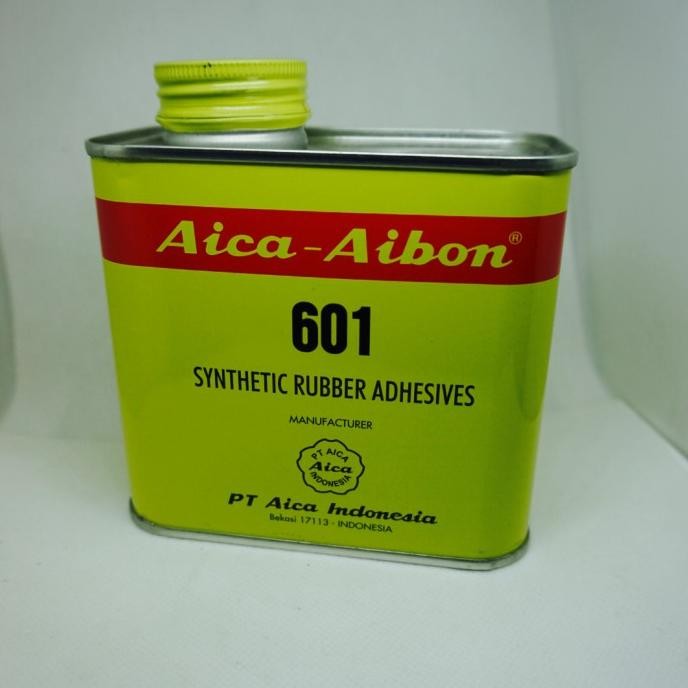 Aica-Aibon®
601
SYNTHETIC RUBBER ADHESIVES
MANUFACTURER
PT AICA
Aica
INDONESIA
PT Aica Indonesia
Bekasi 17113 - INDONESIA